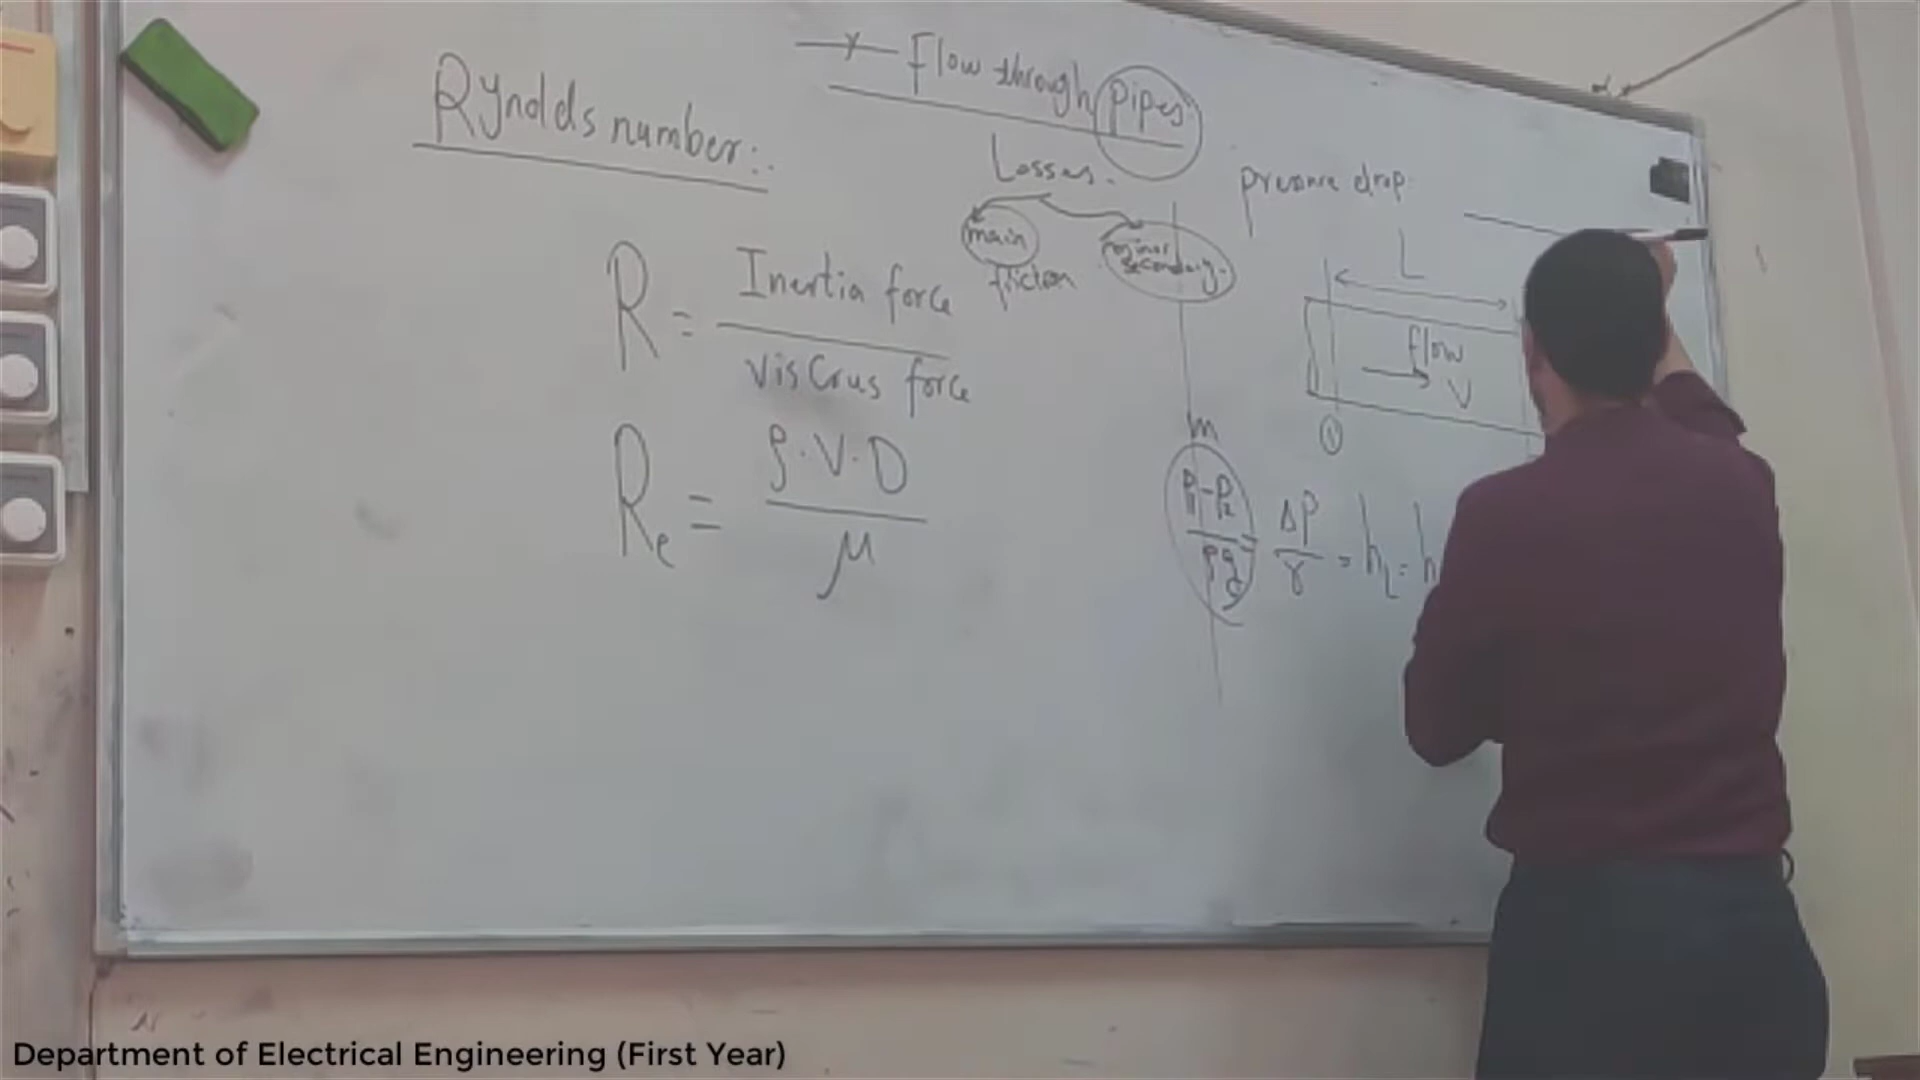 Flow through pipes
Rynolds number:.
Losses.
main
minor
secondary.
friction
pressure drop.
R = Inertia force
Viscous force
Re = ρ.V.D
μ
L
flow
V
①
m
P1-P2
ρg
= ΔP
γ
= hL = h
Department of Electrical Engineering (First Year)